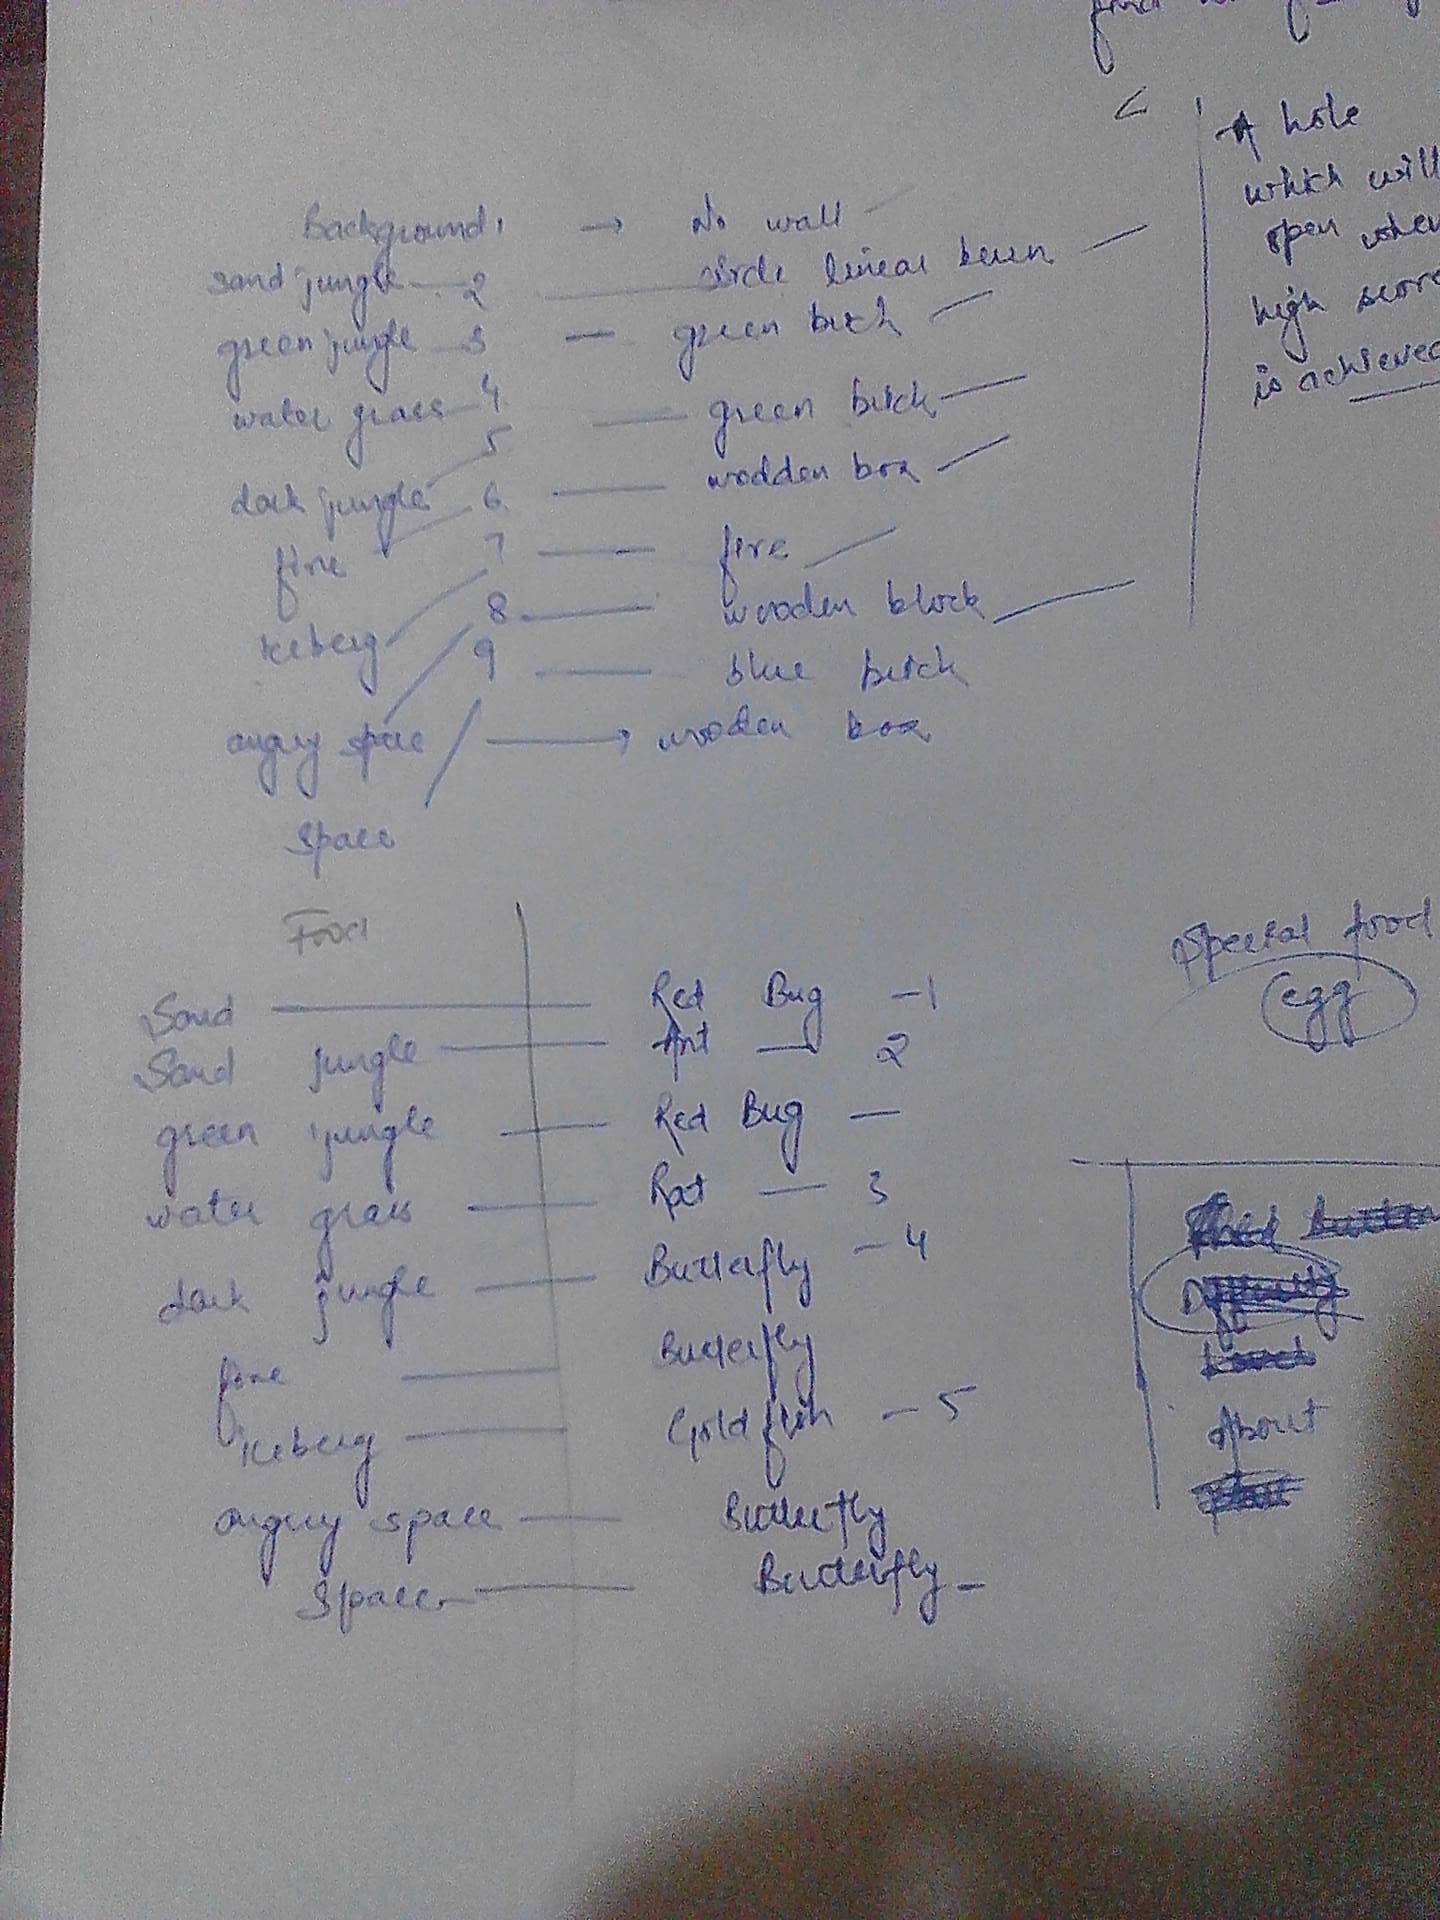 A hole
which will
open when
high score
is achieved
Background 1 → No wall
sand jungle - 2 — circle linear
green jungle - 3 — green brick
water grass - 4 — green brick
dark jungle - 5
wodden box
fire - 6
7 — fire
Iceberg
8 — wooden block
9 — blue brick
angry space → wooden box
Space
Food
Sand — Red Bug - 1
Sand jungle — Ant — 2
green jungle — Red Bug —
water grass — Rat — 3
dark jungle — Butterfly - 4
fire — Butterfly
Iceberg — Gold fish - 5
angry space — Butterfly
Space — Butterfly -
Special food
egg
About